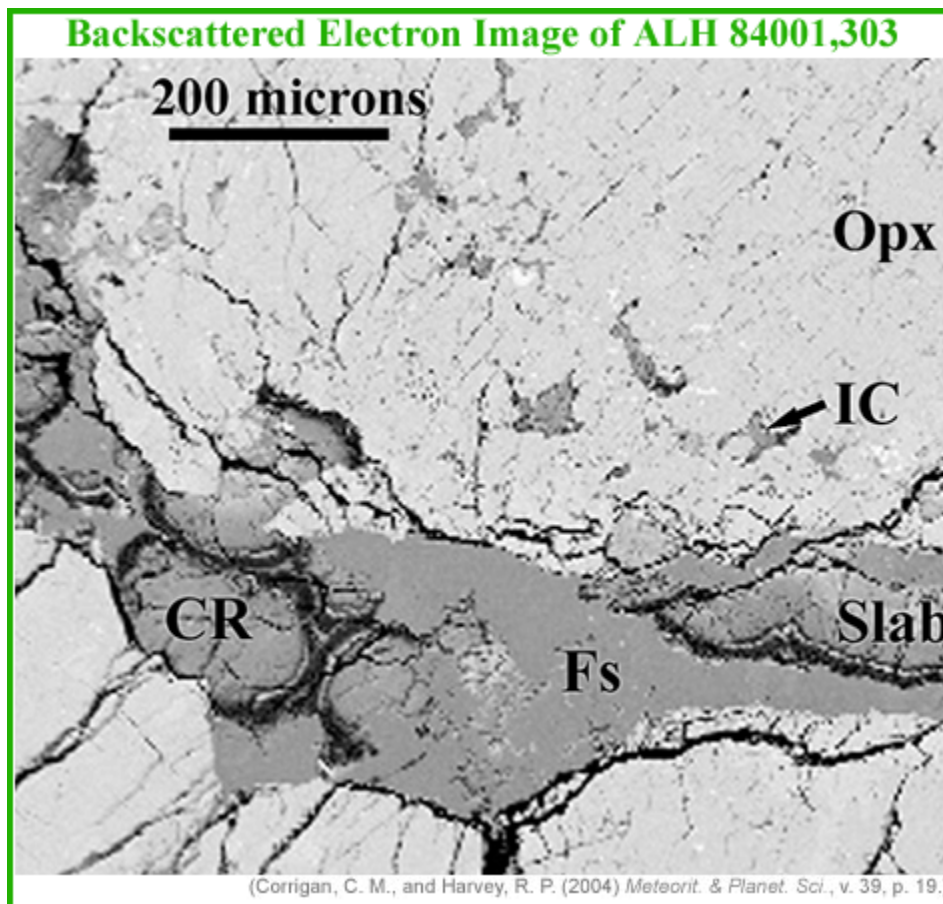 Backscattered Electron Image of ALH 84001,303
200 microns
Opx
IC
CR
Slab
Fs
(Corrigan, C. M., and Harvey, R. P. (2004) Meteorit. & Planet. Sci., v. 39, p. 19.